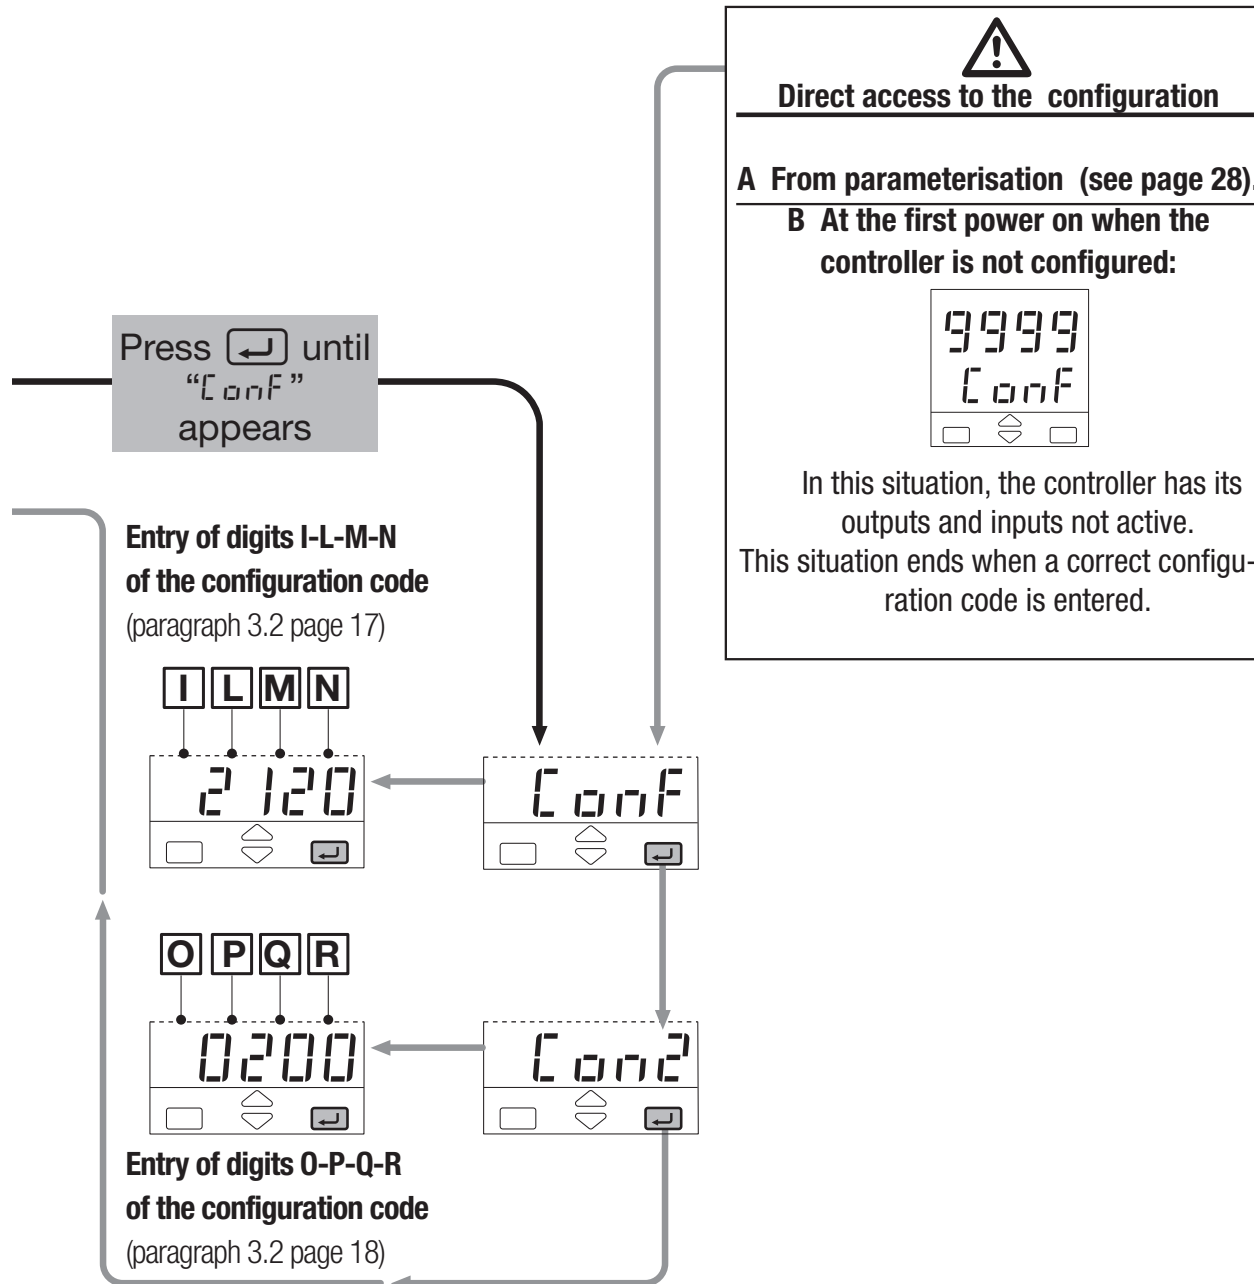 Direct access to the configuration
A From parameterisation (see page 28).
B At the first power on when the
controller is not configured:
9999
ConF
In this situation, the controller has its
outputs and inputs not active.
This situation ends when a correct configu-
ration code is entered.
Press until
“ConF”
appears
Entry of digits I-L-M-N
of the configuration code
(paragraph 3.2 page 17)
I L M N
2120
ConF
O P Q R
0200
Con2
Entry of digits O-P-Q-R
of the configuration code
(paragraph 3.2 page 18)